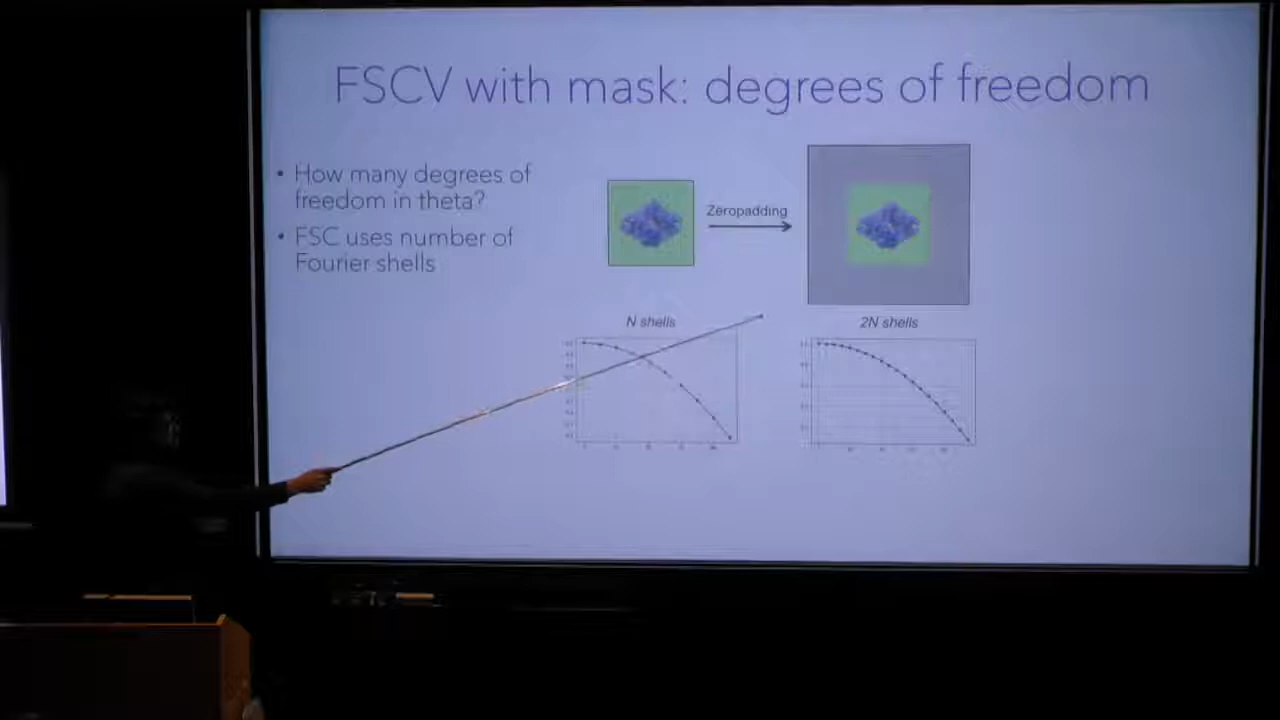 FSCV with mask: degrees of freedom
• How many degrees of
freedom in theta?
• FSC uses number of
Fourier shells
Zeropadding
N shells
2N shells